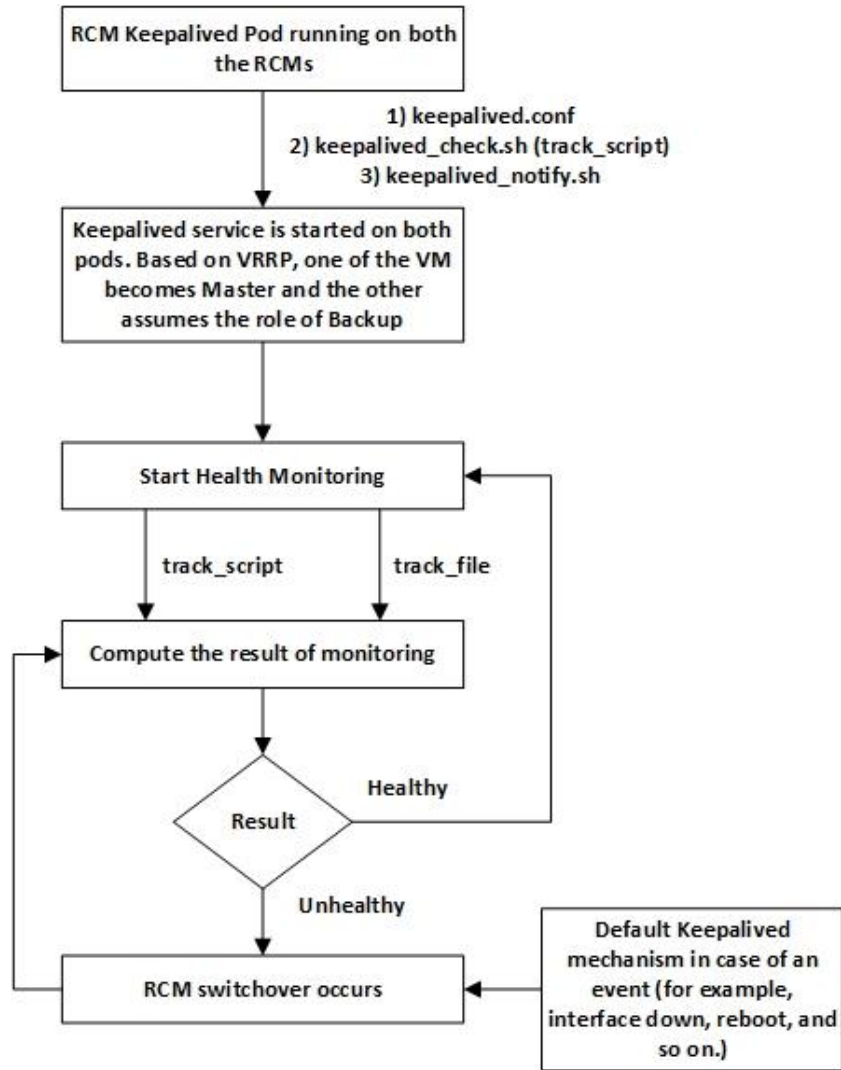 RCM Keepalived Pod running on both
the RCMs
1) keepalived.conf
2) keepalived_check.sh (track_script)
3) keepalived_notify.sh
Keepalived service is started on both
pods. Based on VRRP, one of the VM
becomes Master and the other
assumes the role of Backup
Start Health Monitoring
track_script
track_file
Compute the result of monitoring
Healthy
Result
Unhealthy
RCM switchover occurs
Default Keepalived
mechanism in case of an
event (for example,
interface down, reboot, and
so on.)